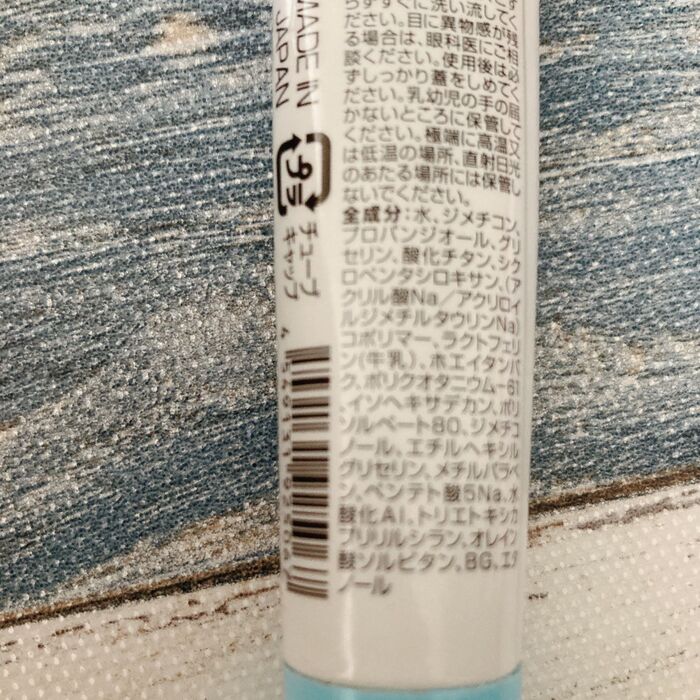 らずすぐに洗い流してく
ださい。目に異物感が残
る場合は、眼科医にご相
談ください。使用後は必
ずしっかり蓋をしめてく
ださい。乳幼児の手の届
かないところに保管して
ください。極端に高温又
は低温の場所、直射日光
のあたる場所には保管し
ないでください。
全成分：水、ジメチコン、
プロパンジオール、グリ
セリン、酸化チタン、シク
ロペンタシロキサン、(ア
クリル酸Na／アクリロイ
ルジメチルタウリンNa)
コポリマー、ラクトフェリ
ン(牛乳)、ホエイタンパ
ク、ポリクオタニウム-61
、イソヘキサデカン、ポリ
ソルベート80、ジメチコ
ノール、エチルヘキシル
グリセリン、メチルパラベ
ン、ペンテト酸5Na、水
酸化Al、トリエトキシカ
プリリルシラン、オレイン
酸ソルビタン、BG、エタ
ノール
MADE IN
JAPAN
プラ
チューブ
キャップ